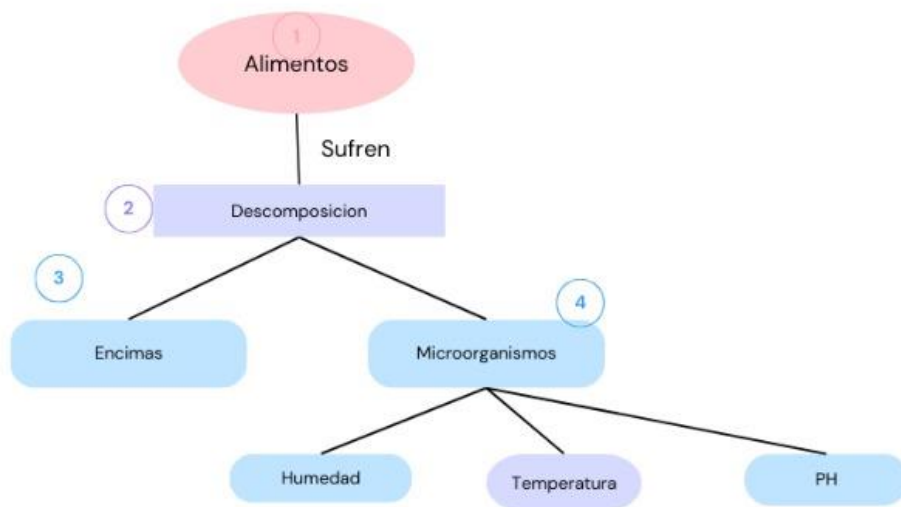 1
Alimentos
Sufren
2
Descomposicion
3
4
Encimas
Microorganismos
Humedad
Temperatura
PH